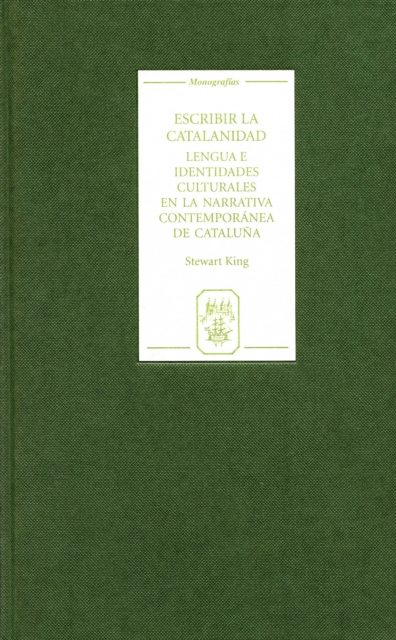 Monografías
ESCRIBIR LA
CATALANIDAD
LENGUA E
IDENTIDADES
CULTURALES
EN LA NARRATIVA
CONTEMPORÁNEA
DE CATALUÑA
Stewart King